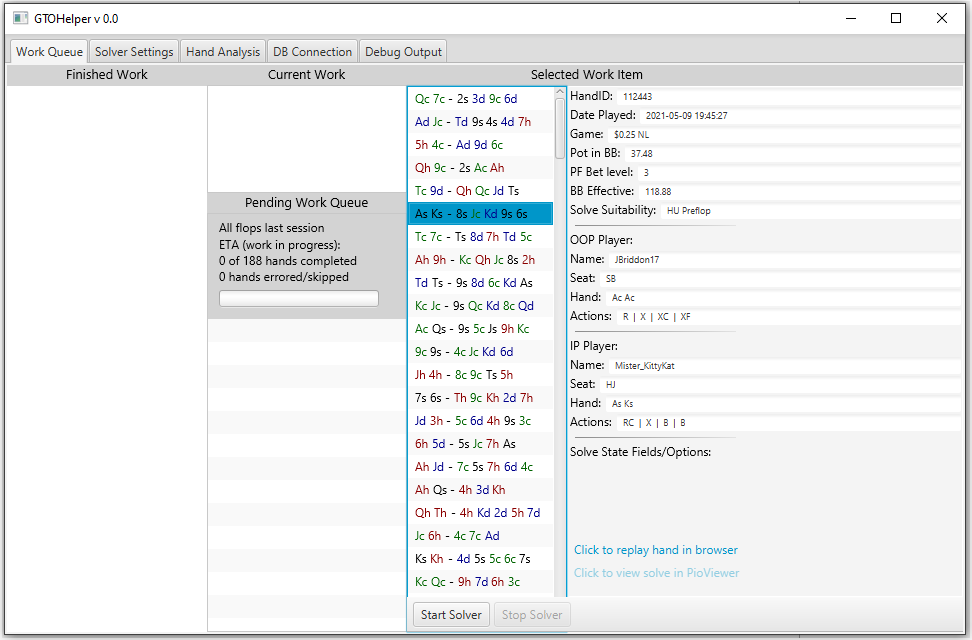 GTOHelper v 0.0
Work Queue Solver Settings Hand Analysis DB Connection Debug Output
Finished Work Current Work Selected Work Item
Pending Work Queue
All flops last session
ETA (work in progress):
0 of 188 hands completed
0 hands errored/skipped
Qc 7c - 2s 3d 9c 6d
Ad Jc - Td 9s 4s 4d 7h
5h 4c - Ad 9d 6c
Qh 9c - 2s Ac Ah
Tc 9d - Qh Qc Jd Ts
As Ks - 8s Jc Kd 9s 6s
Tc 7c - Ts 8d 7h Td 5c
Ah 9h - Kc Qh Jc 8s 2h
Td Ts - 9s 8d 6c Kd As
Kc Jc - 9s Qc Kd 8c Qd
Ac Qs - 9s 5c Js 9h Kc
9c 9s - 4c Jc Kd 6d
Jh 4h - 8c 9c Ts 5h
7s 6s - Th 9c Kh 2d 7h
Jd 3h - 5c 6d 4h 9s 3c
6h 5d - 5s Jc 7h As
Ah Jd - 7c 5s 7h 6d 4c
Ah Qs - 4h 3d Kh
Qh Th - 4h Kd 2d 5h 7d
Jc 6h - 4c 7c Ad
Ks Kh - 4d 5s 5c 6c 7s
Kc Qc - 9h 7d 6h 3c
Start Solver Stop Solver
HandID: 112443
Date Played: 2021-05-09 19:45:27
Game: $0.25 NL
Pot in BB: 37.48
PF Bet level: 3
BB Effective: 118.88
Solve Suitability: HU Preflop
OOP Player:
Name: JBriddon17
Seat: SB
Hand: Ac Ac
Actions: R | X | XC | XF
IP Player:
Name: Mister_KittyKat
Seat: HJ
Hand: As Ks
Actions: RC | X | B | B
Solve State Fields/Options:
Click to replay hand in browser
Click to view solve in PioViewer